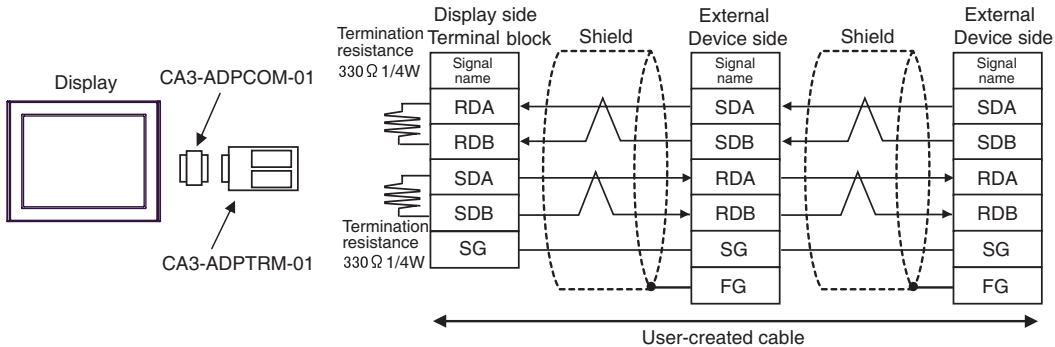 Display
CA3-ADPCOM-01
CA3-ADPTRM-01
Termination
resistance
330Ω 1/4W
Termination
resistance
330Ω 1/4W
Display side
Terminal block
Signal
name
RDA
RDB
SDA
SDB
SG
Shield
External
Device side
Signal
name
SDA
SDB
RDA
RDB
SG
FG
Shield
External
Device side
Signal
name
SDA
SDB
RDA
RDB
SG
FG
User-created cable